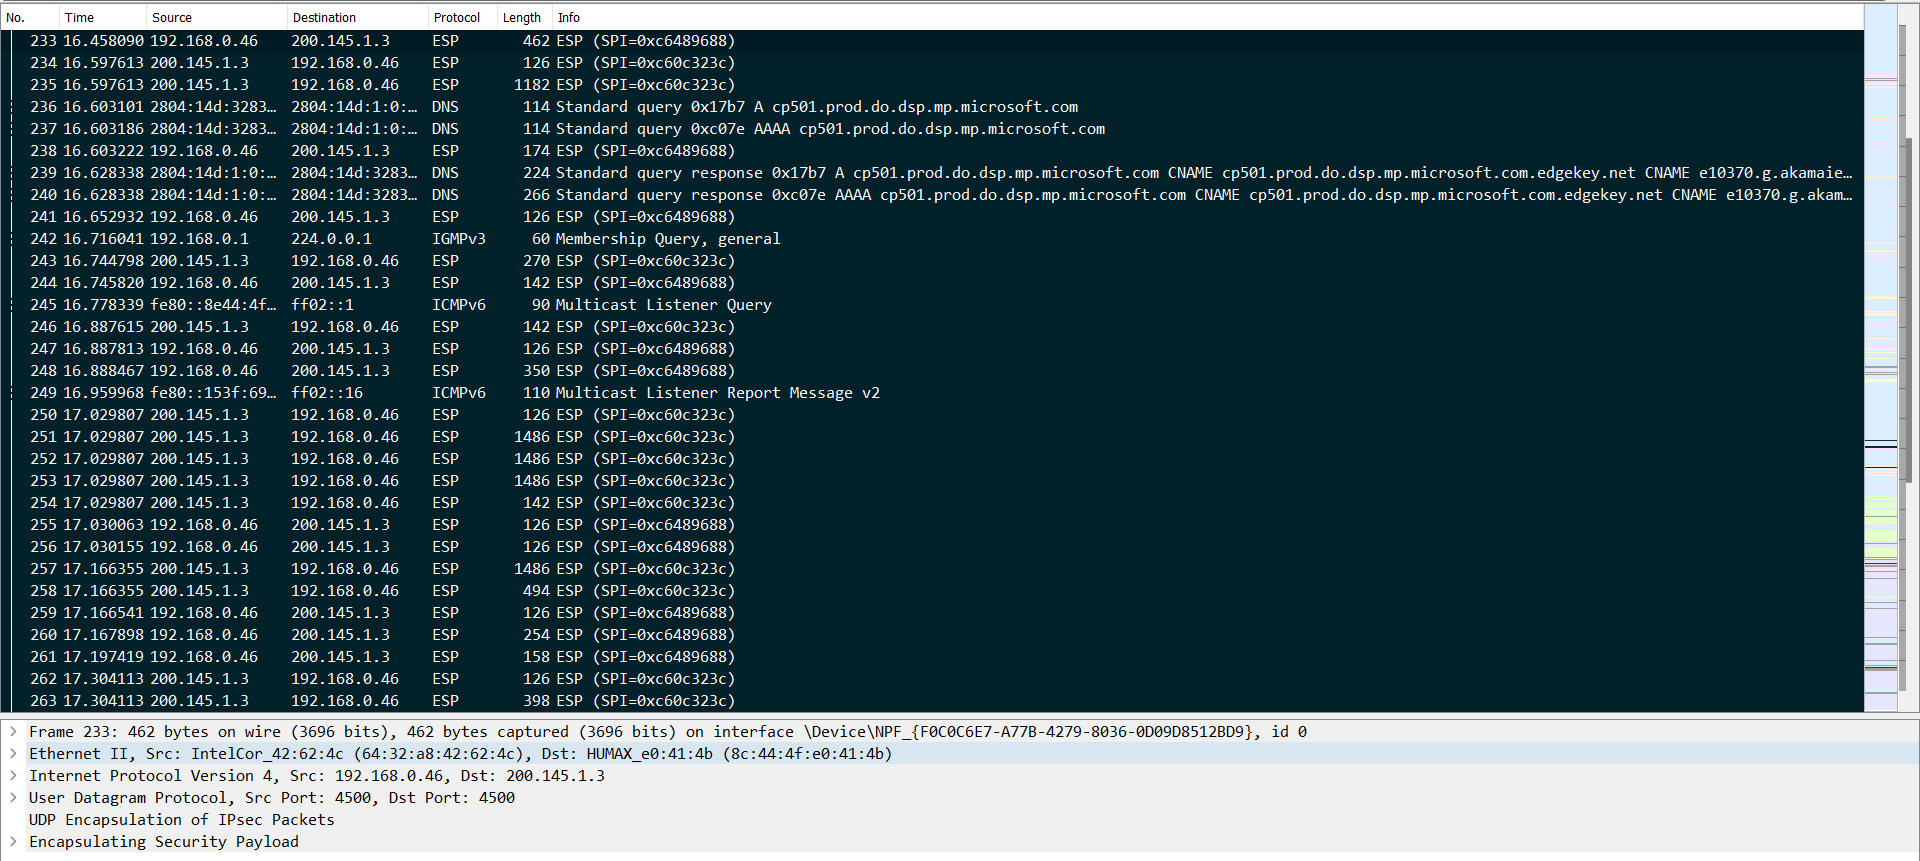 No. Time Source Destination Protocol Length Info
233 16.458090 192.168.0.46 200.145.1.3 ESP 462 ESP (SPI=0xc6489688)
234 16.597613 200.145.1.3 192.168.0.46 ESP 126 ESP (SPI=0xc60c323c)
235 16.597613 200.145.1.3 192.168.0.46 ESP 1182 ESP (SPI=0xc60c323c)
236 16.603101 2804:14d:3283… 2804:14d:1:0:… DNS 114 Standard query 0x17b7 A cp501.prod.do.dsp.mp.microsoft.com
237 16.603186 2804:14d:3283… 2804:14d:1:0:… DNS 114 Standard query 0xc07e AAAA cp501.prod.do.dsp.mp.microsoft.com
238 16.603222 192.168.0.46 200.145.1.3 ESP 174 ESP (SPI=0xc6489688)
239 16.628338 2804:14d:1:0:… 2804:14d:3283… DNS 224 Standard query response 0x17b7 A cp501.prod.do.dsp.mp.microsoft.com CNAME cp501.prod.do.dsp.mp.microsoft.com.edgekey.net CNAME e10370.g.akamaie…
240 16.628338 2804:14d:1:0:… 2804:14d:3283… DNS 266 Standard query response 0xc07e AAAA cp501.prod.do.dsp.mp.microsoft.com CNAME cp501.prod.do.dsp.mp.microsoft.com.edgekey.net CNAME e10370.g.akam…
241 16.652932 192.168.0.46 200.145.1.3 ESP 126 ESP (SPI=0xc6489688)
242 16.716041 192.168.0.1 224.0.0.1 IGMPv3 60 Membership Query, general
243 16.744798 200.145.1.3 192.168.0.46 ESP 270 ESP (SPI=0xc60c323c)
244 16.745820 192.168.0.46 200.145.1.3 ESP 142 ESP (SPI=0xc6489688)
245 16.778339 fe80::8e44:4f… ff02::1 ICMPv6 90 Multicast Listener Query
246 16.887615 200.145.1.3 192.168.0.46 ESP 142 ESP (SPI=0xc60c323c)
247 16.887813 192.168.0.46 200.145.1.3 ESP 126 ESP (SPI=0xc6489688)
248 16.888467 192.168.0.46 200.145.1.3 ESP 350 ESP (SPI=0xc6489688)
249 16.959968 fe80::153f:69… ff02::16 ICMPv6 110 Multicast Listener Report Message v2
250 17.029807 200.145.1.3 192.168.0.46 ESP 126 ESP (SPI=0xc60c323c)
251 17.029807 200.145.1.3 192.168.0.46 ESP 1486 ESP (SPI=0xc60c323c)
252 17.029807 200.145.1.3 192.168.0.46 ESP 1486 ESP (SPI=0xc60c323c)
253 17.029807 200.145.1.3 192.168.0.46 ESP 1486 ESP (SPI=0xc60c323c)
254 17.029807 200.145.1.3 192.168.0.46 ESP 142 ESP (SPI=0xc60c323c)
255 17.030063 192.168.0.46 200.145.1.3 ESP 126 ESP (SPI=0xc6489688)
256 17.030155 192.168.0.46 200.145.1.3 ESP 126 ESP (SPI=0xc6489688)
257 17.166355 200.145.1.3 192.168.0.46 ESP 1486 ESP (SPI=0xc60c323c)
258 17.166355 200.145.1.3 192.168.0.46 ESP 494 ESP (SPI=0xc60c323c)
259 17.166541 192.168.0.46 200.145.1.3 ESP 126 ESP (SPI=0xc6489688)
260 17.167898 192.168.0.46 200.145.1.3 ESP 254 ESP (SPI=0xc6489688)
261 17.197419 192.168.0.46 200.145.1.3 ESP 158 ESP (SPI=0xc6489688)
262 17.304113 200.145.1.3 192.168.0.46 ESP 126 ESP (SPI=0xc60c323c)
263 17.304113 200.145.1.3 192.168.0.46 ESP 398 ESP (SPI=0xc60c323c)
Frame 233: 462 bytes on wire (3696 bits), 462 bytes captured (3696 bits) on interface \Device\NPF_{F0C0C6E7-A77B-4279-8036-0D09D8512BD9}, id 0
Ethernet II, Src: IntelCor_42:62:4c (64:32:a8:42:62:4c), Dst: HUMAX_e0:41:4b (8c:44:4f:e0:41:4b)
Internet Protocol Version 4, Src: 192.168.0.46, Dst: 200.145.1.3
User Datagram Protocol, Src Port: 4500, Dst Port: 4500
UDP Encapsulation of IPsec Packets
Encapsulating Security Payload